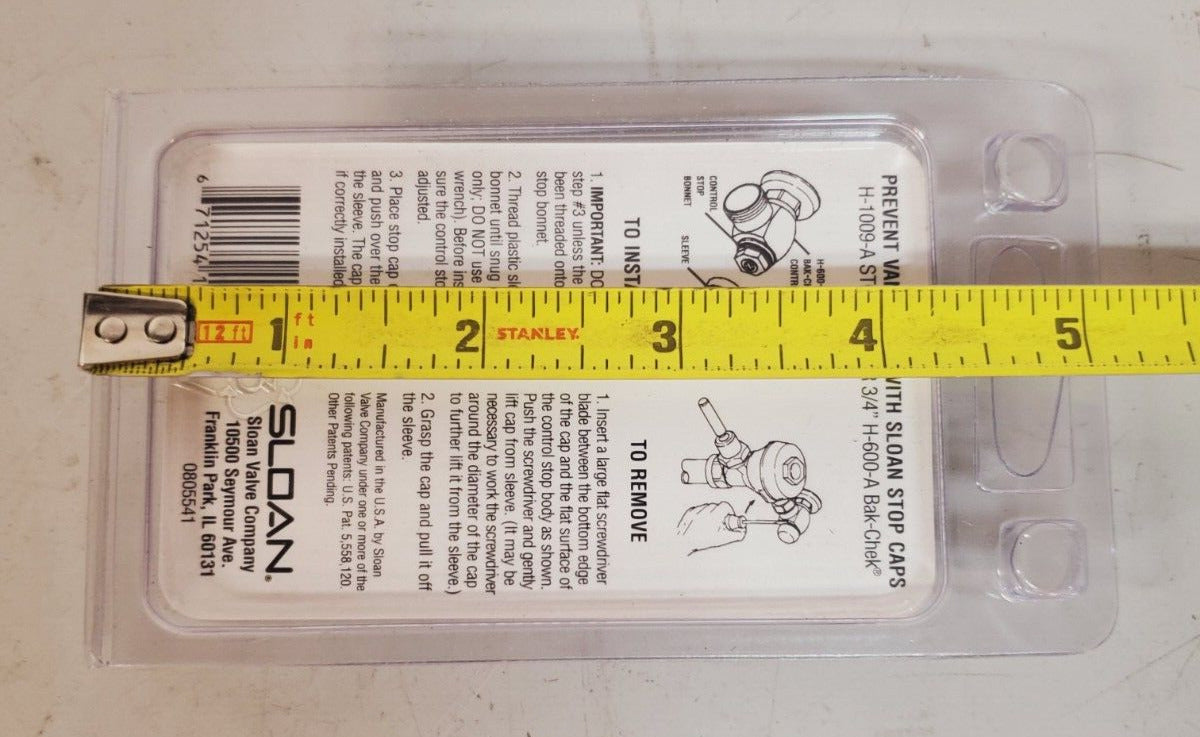 PREVENT VA
WITH SLOAN STOP CAPS
H-1009-A ST
3/4" H-600-A Bak-Chek®
CONTROL
STOP
BONNET
SLEEVE
H-600-
BAK-C
CONTR
TO INSTA
1. IMPORTANT: DO
step #3 unless the
been threaded onto
stop bonnet.
2. Thread plastic sl
bonnet until snug
only; DO NOT use
wrench). Before ins
sure the control sto
adjusted.
3. Place stop cap
and push over the
the sleeve. The cap
if correctly installed
6 71254 1
TO REMOVE
1. Insert a large flat screwdriver
blade between the bottom edge
of the cap and the flat surface of
the control stop body as shown.
Push the screwdriver and gently
lift cap from sleeve. (It may be
necessary to work the screwdriver
around the diameter of the cap
to further lift it from the sleeve.)
2. Grasp the cap and pull it off
the sleeve.
Manufactured in the U.S.A. by Sloan
Valve Company under one or more of the
following patents: U.S. Pat. 5,558,120.
Other Patents Pending.
SLOAN®
Sloan Valve Company
10500 Seymour Ave.
Franklin Park, IL 60131
0805541
12 ft 1 ft in 2 STANLEY 3 4 5